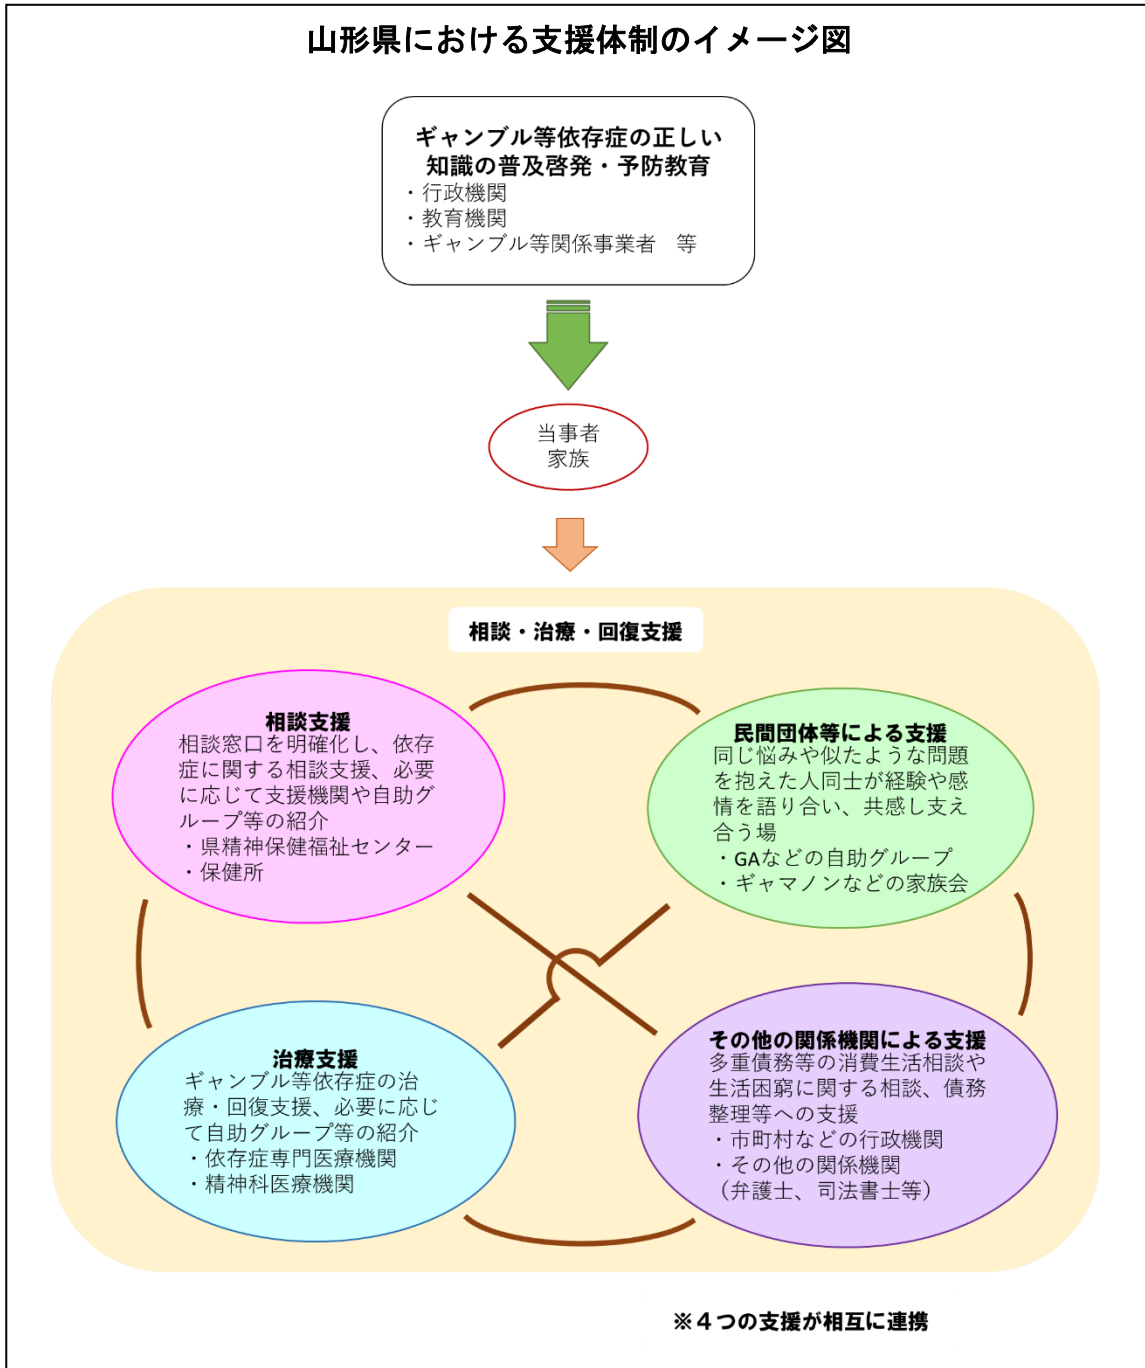 山形県における支援体制のイメージ図
ギャンブル等依存症の正しい
知識の普及啓発・予防教育
・行政機関
・教育機関
・ギャンブル等関係事業者　等
当事者
家族
相談・治療・回復支援
相談支援
相談窓口を明確化し、依存
症に関する相談支援、必要
に応じて支援機関や自助グ
ループ等の紹介
・県精神保健福祉センター
・保健所
民間団体等による支援
同じ悩みや似たような問題
を抱えた人同士が経験や感
情を語り合い、共感し支え
合う場
・GAなどの自助グループ
・ギャマノンなどの家族会
治療支援
ギャンブル等依存症の治
療・回復支援、必要に応じ
て自助グループ等の紹介
・依存症専門医療機関
・精神科医療機関
その他の関係機関による支援
多重債務等の消費生活相談や
生活困窮に関する相談、債務
整理等への支援
・市町村などの行政機関
・その他の関係機関
（弁護士、司法書士等）
※４つの支援が相互に連携